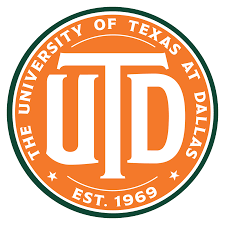 THE UNIVERSITY OF TEXAS AT DALLAS
UTD
EST. 1969